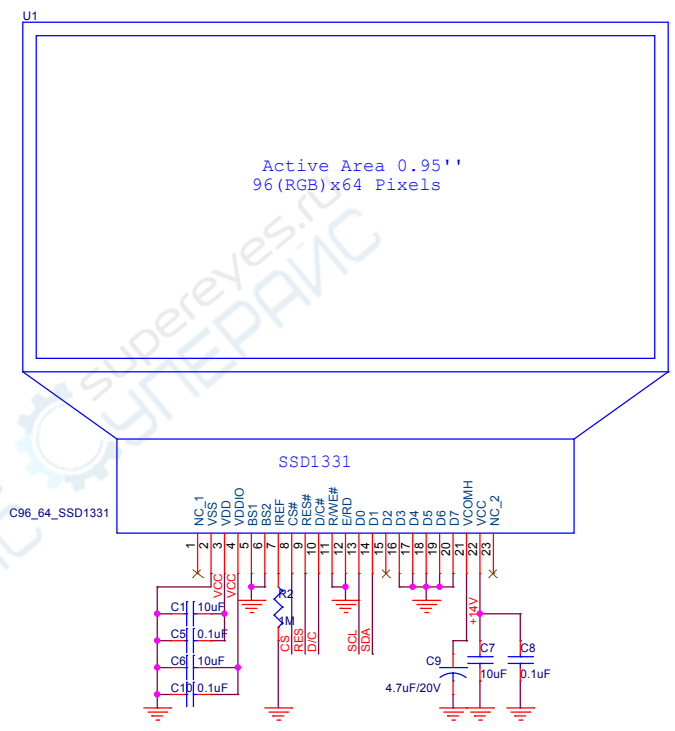 U1
Active Area 0.95''
96(RGB)x64 Pixels
supereyes.ru
СУПЕРАЙС
SSD1331
C96_64_SSD1331
NC_1
VSS
VDD
VDDIO
BS1
BS2
IREF
CS#
RES#
D/C#
R/WE#
E/RD
D0
D1
D2
D3
D4
D5
D6
D7
VCOMH
VCC
NC_2
1
2
3
4
5
6
7
8
9
10
11
12
13
14
15
16
17
18
19
20
21
22
23
VCC
VCC
R2
1M
CS
RES
D/C
SCL
SDA
+14V
C1 10uF
C5 0.1uF
C6 10uF
C10 0.1uF
C9
4.7uF/20V
C7
10uF
C8
0.1uF